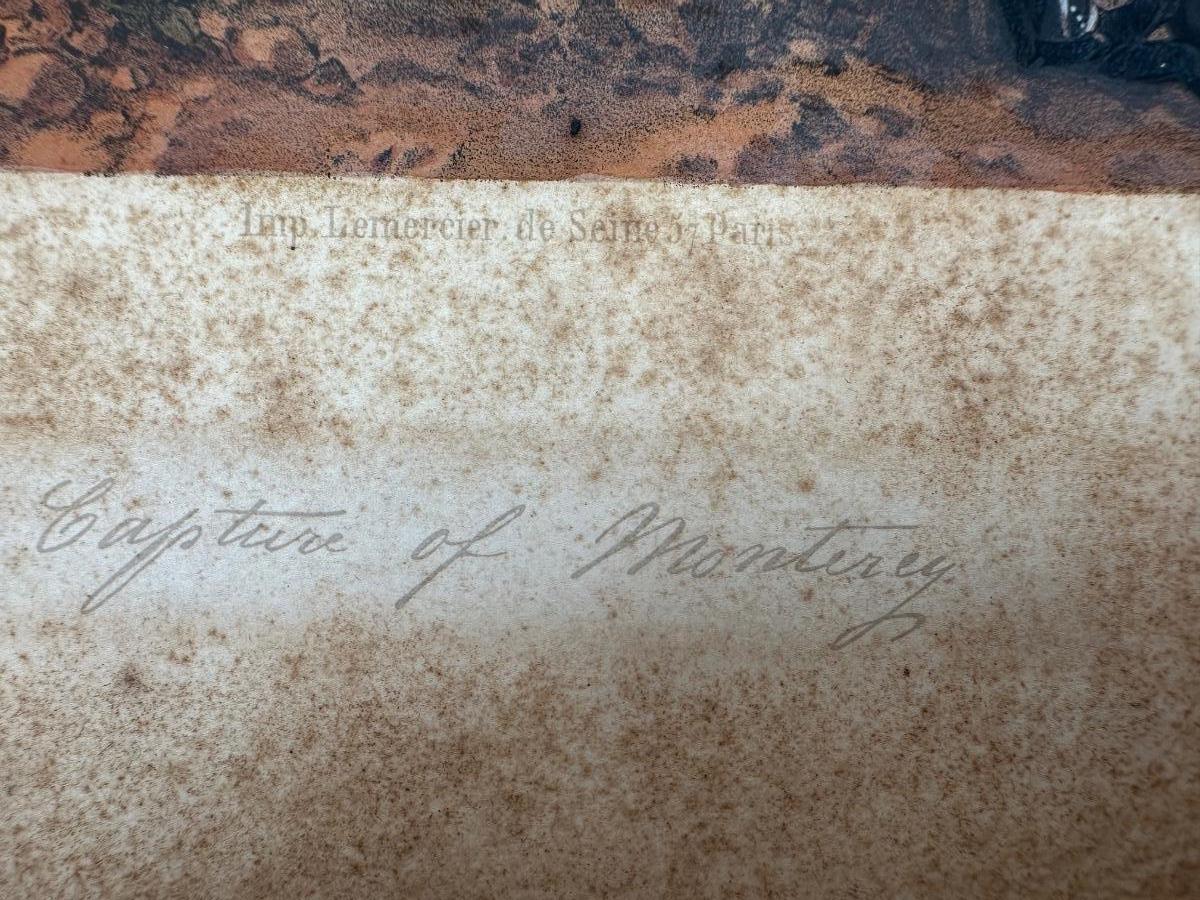 Imp. Lemercier, r. de Seine 57 Paris
Capture of Monterey.